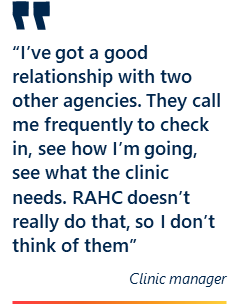 “I’ve got a good
relationship with two
other agencies. They call
me frequently to check
in, see how I’m going,
see what the clinic
needs. RAHC doesn’t
really do that, so I don’t
think of them”
Clinic manager